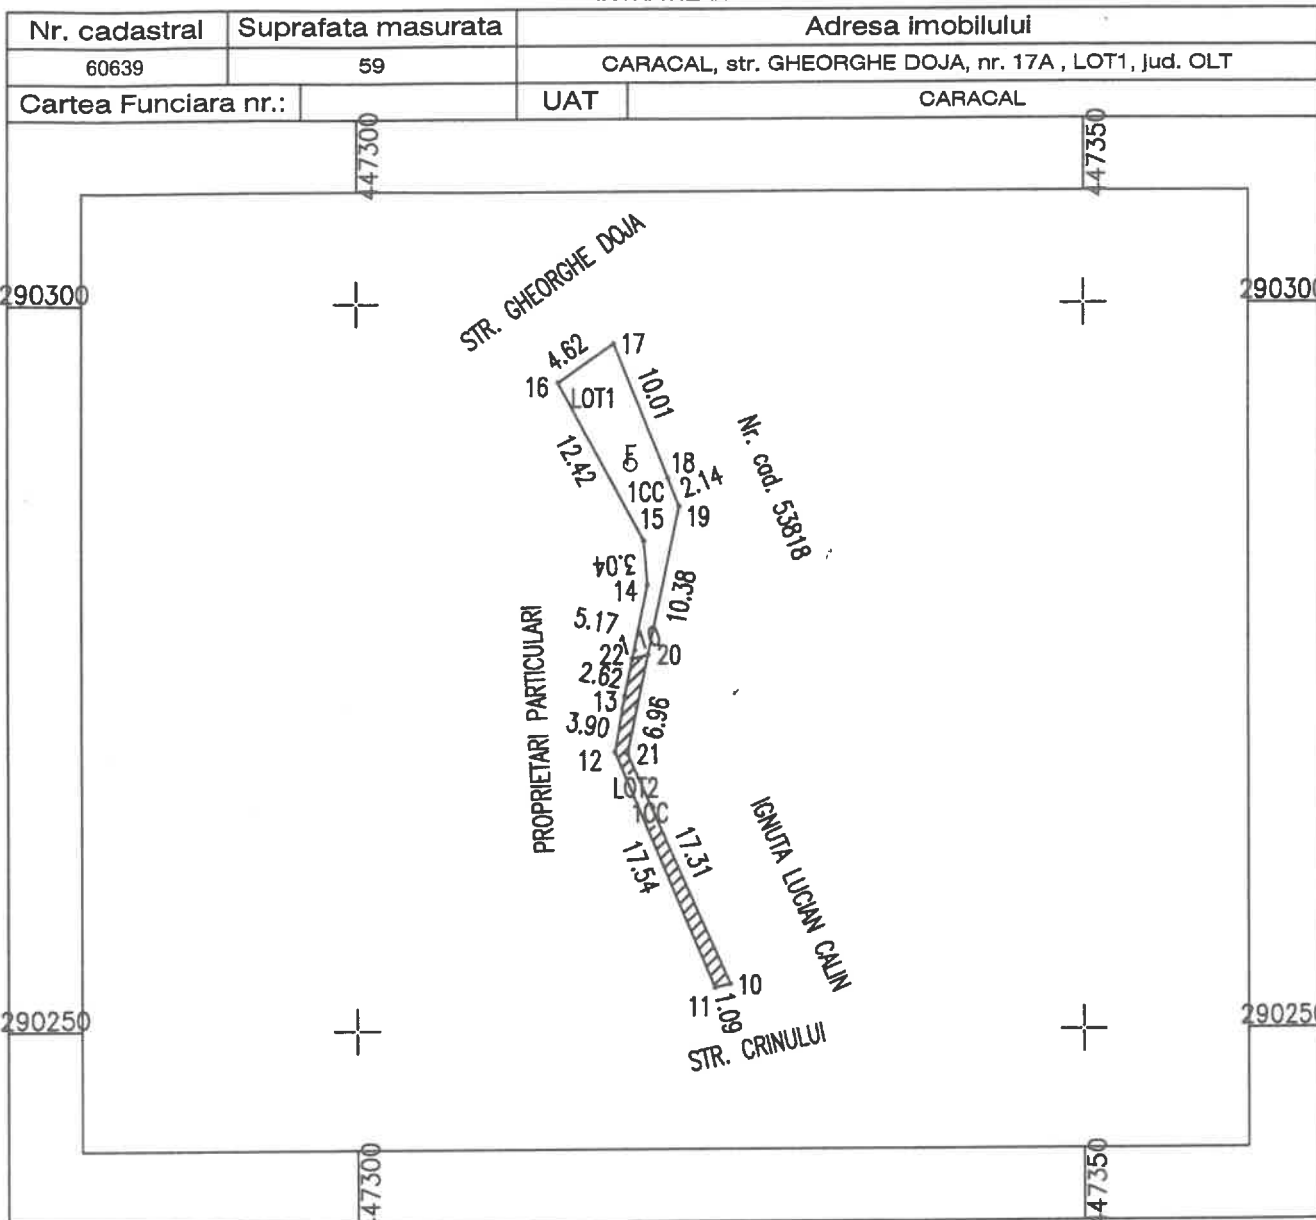 Nr. cadastral Suprafata masurata Adresa imobilului
60639 59 CARACAL, str. GHEORGHE DOJA, nr. 17A , LOT1, jud. OLT
Cartea Funciara nr.: UAT CARACAL
447300 447350
STR. GHEORGHE DOJA
290300 290300
4.62 17
16 LOT1 10.01
12.42
Nr. cad. 53818
18
1CC 2.14
15 19
3.04
14
10.38
5.17
1.10
22 20
2.62
13
3.90 6.96
12 21
PROPRIETARI PARTICULARI
LOT2
1CC
17.54 17.31
IGNUTA LUCIAN CALIN
11 10
1.09
STR. CRINULUI
290250 290250
447300 447350